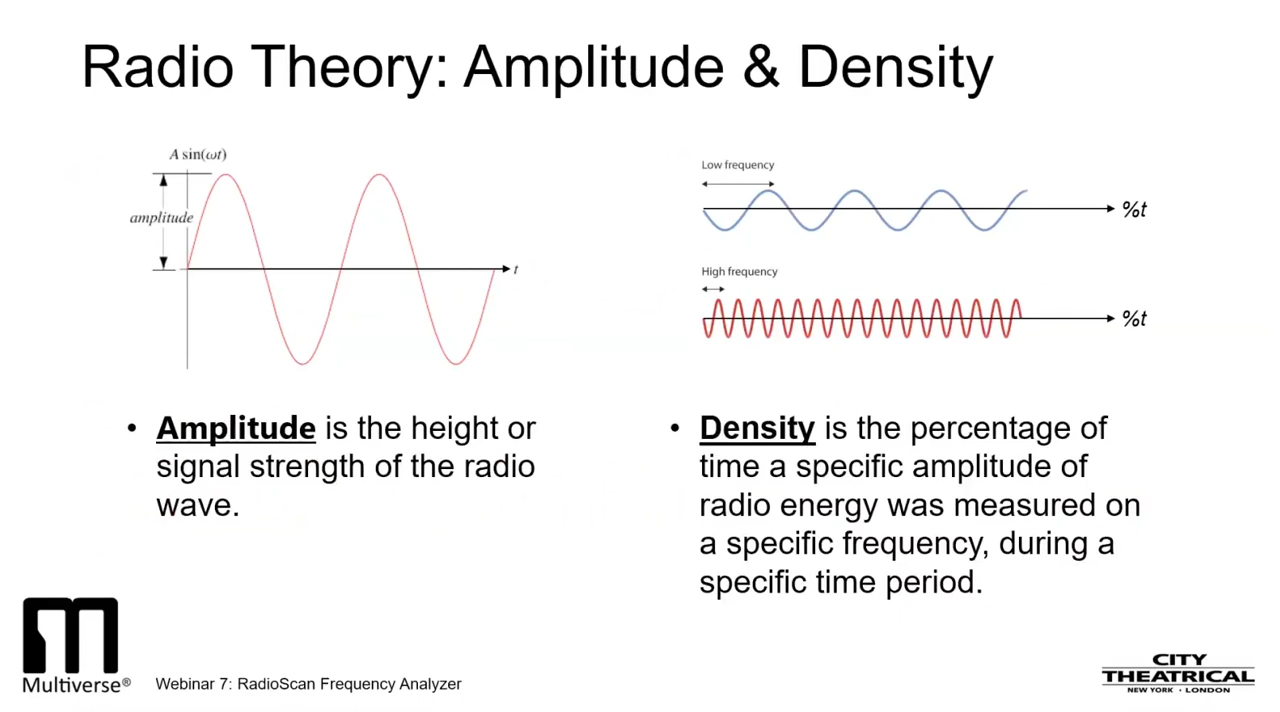 Radio Theory: Amplitude & Density
A sin(ωt)
amplitude
t
Low frequency
%t
High frequency
%t
• Amplitude is the height or
signal strength of the radio
wave.
• Density is the percentage of
time a specific amplitude of
radio energy was measured on
a specific frequency, during a
specific time period.
Multiverse®
Webinar 7: RadioScan Frequency Analyzer
CITY
THEATRICAL
NEW YORK · LONDON